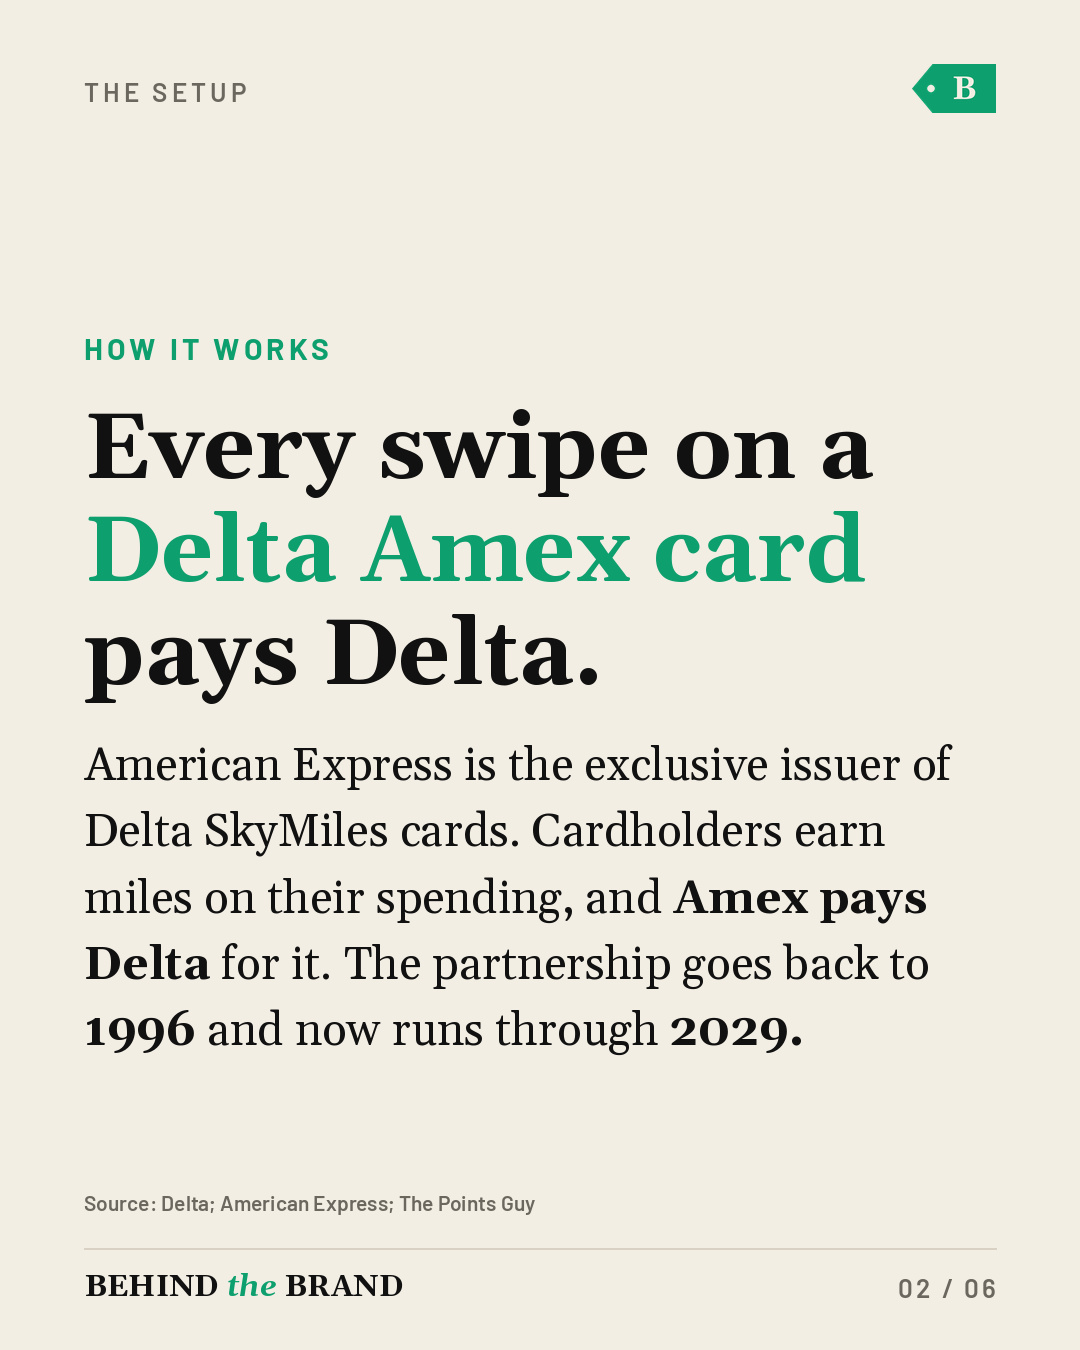 THE SETUP
B
HOW IT WORKS
Every swipe on a
Delta Amex card
pays Delta.
American Express is the exclusive issuer of
Delta SkyMiles cards. Cardholders earn
miles on their spending, and Amex pays
Delta for it. The partnership goes back to
1996 and now runs through 2029.
Source: Delta; American Express; The Points Guy
BEHIND the BRAND
02 / 06